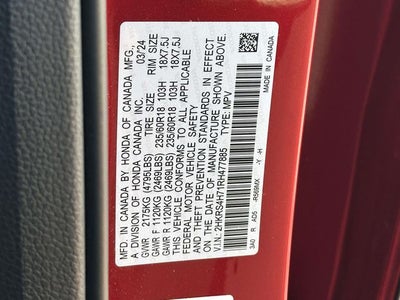 MFD. IN CANADA BY HONDA OF CANADA MFG.,
A DIVISION OF HONDA CANADA INC. 03/24
TIRE SIZE RIM SIZE
GVWR 2175KG (4795LBS)
GAWR F 1120KG (2469LBS) 235/60R18 103H 18X7.5J
GAWR R 1120KG (2469LBS) 235/60R18 103H 18X7.5J
THIS VEHICLE CONFORMS TO ALL APPLICABLE
FEDERAL MOTOR VEHICLE SAFETY
AND THEFT PREVENTION STANDARDS IN EFFECT
ON THE DATE OF MANUFACTURE SHOWN ABOVE.
V.I.N.: 2HKRS4H71RH477885 TYPE: MPV
3A0 R AD5 -R569MX -Y -H
MADE IN CANADA